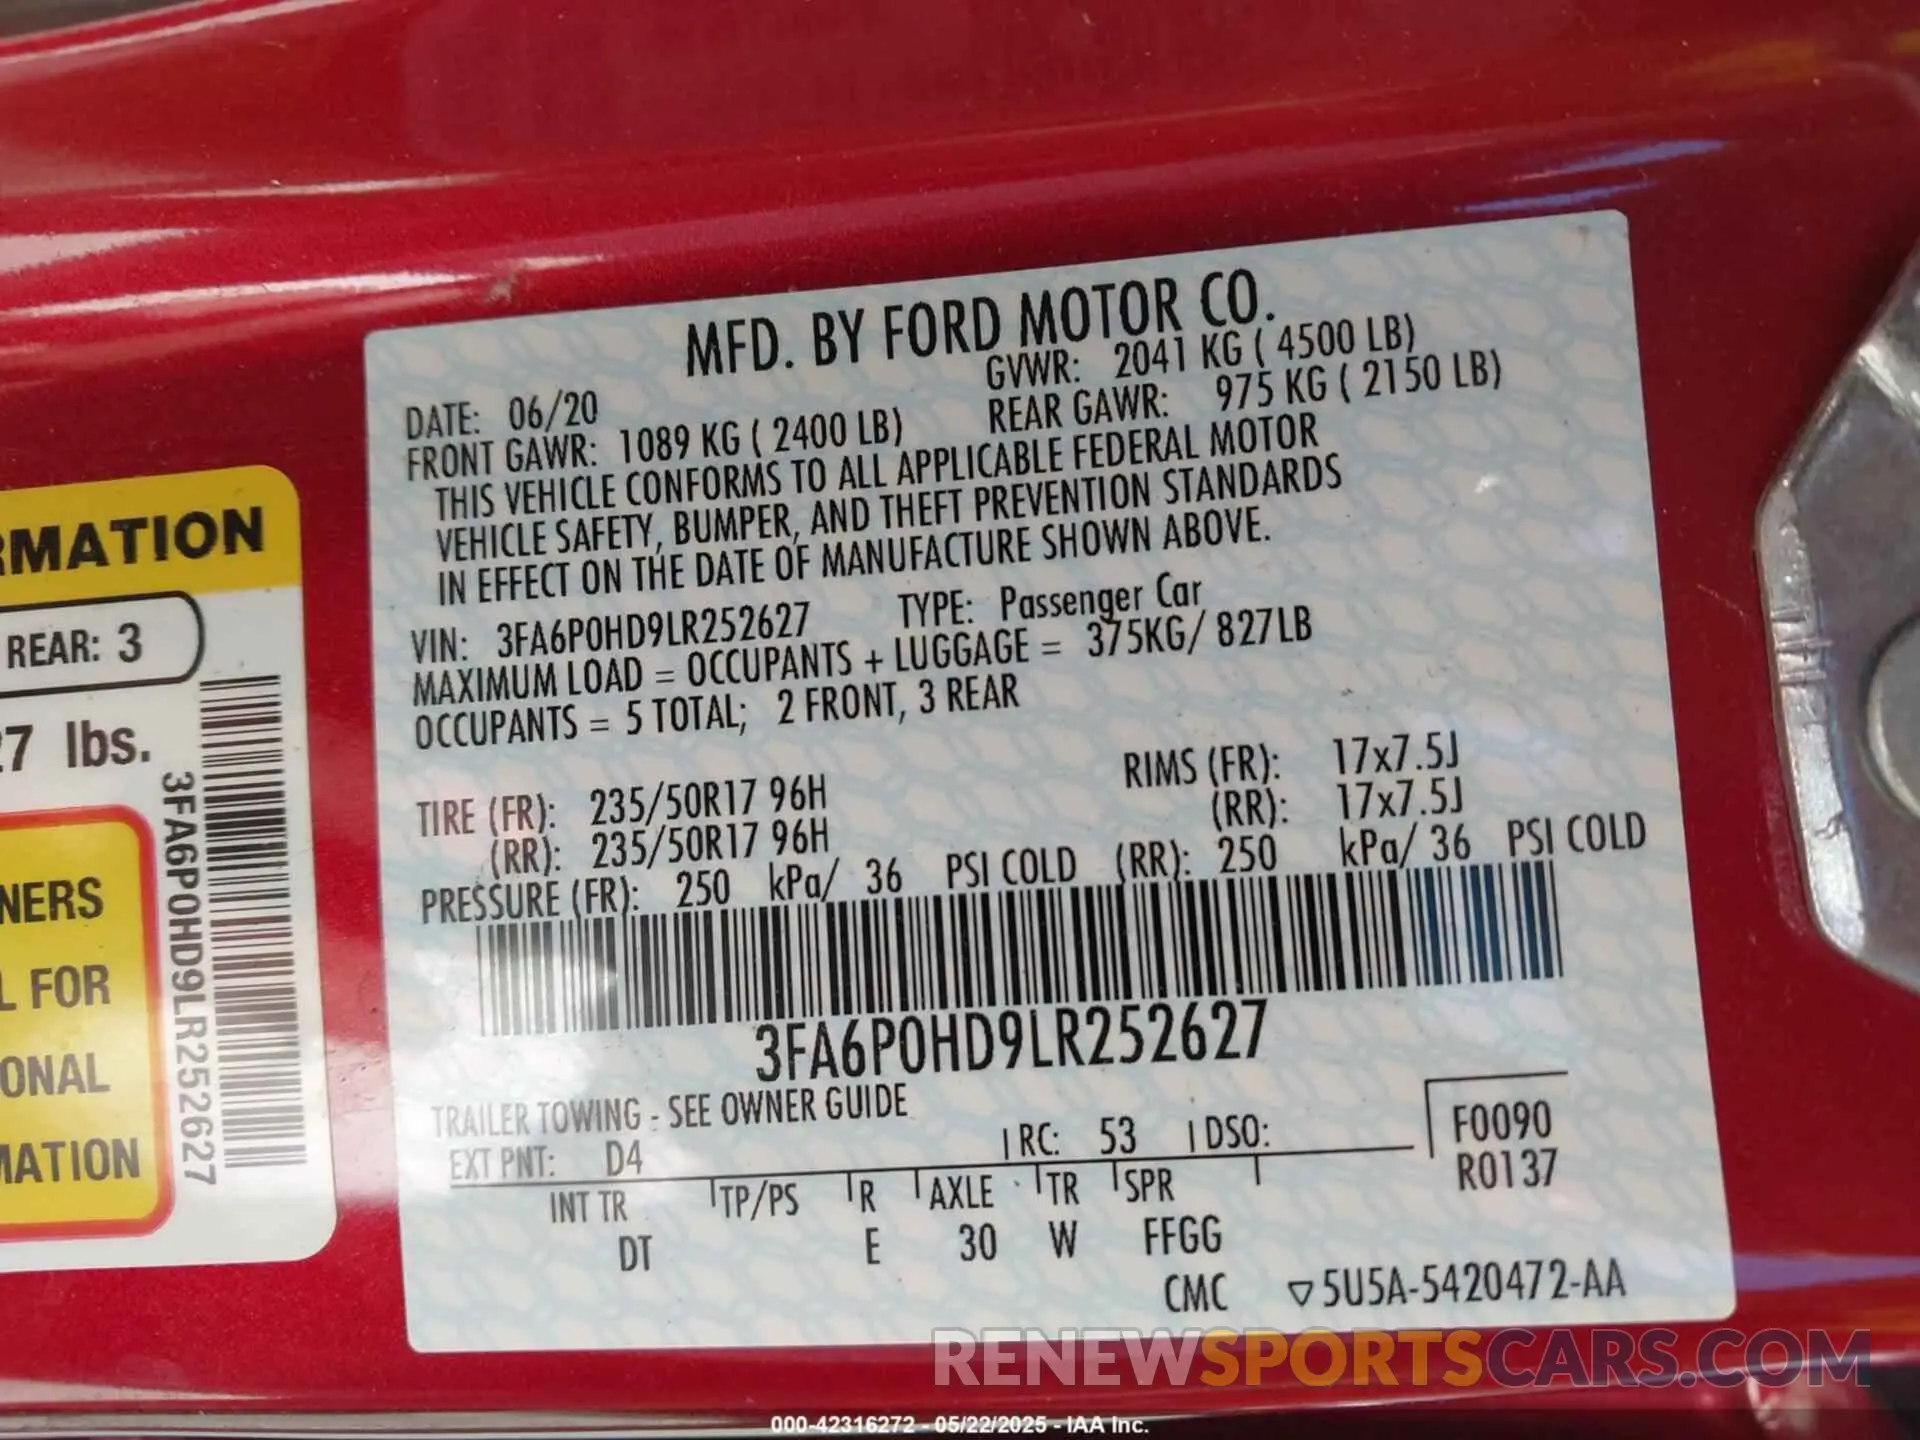 MFD. BY FORD MOTOR CO.
DATE: 06/20 GVWR: 2041 KG ( 4500 LB)
FRONT GAWR: 1089 KG ( 2400 LB) REAR GAWR: 975 KG ( 2150 LB)
THIS VEHICLE CONFORMS TO ALL APPLICABLE FEDERAL MOTOR
VEHICLE SAFETY, BUMPER, AND THEFT PREVENTION STANDARDS
IN EFFECT ON THE DATE OF MANUFACTURE SHOWN ABOVE.
VIN: 3FA6P0HD9LR252627 TYPE: Passenger Car
MAXIMUM LOAD = OCCUPANTS + LUGGAGE = 375KG/ 827LB
OCCUPANTS = 5 TOTAL; 2 FRONT, 3 REAR
TIRE (FR): 235/50R17 96H RIMS (FR): 17x7.5J
(RR): 235/50R17 96H (RR): 17x7.5J
PRESSURE (FR): 250 kPa/ 36 PSI COLD (RR): 250 kPa/ 36 PSI COLD
3FA6P0HD9LR252627
TRAILER TOWING - SEE OWNER GUIDE
EXT PNT: D4 RC: 53 DSO: F0090
R0137
INT TR TP/PS R AXLE TR SPR
DT E 30 W FFGG
CMC ▽5U5A-5420472-AA
RMATION
REAR: 3
27 lbs.
3FA6P0HD9LR252627
NERS
L FOR
ONAL
MATION
RENEWSPORTSCARS.COM
000-42316272 - 05/22/2025 - IAA Inc.